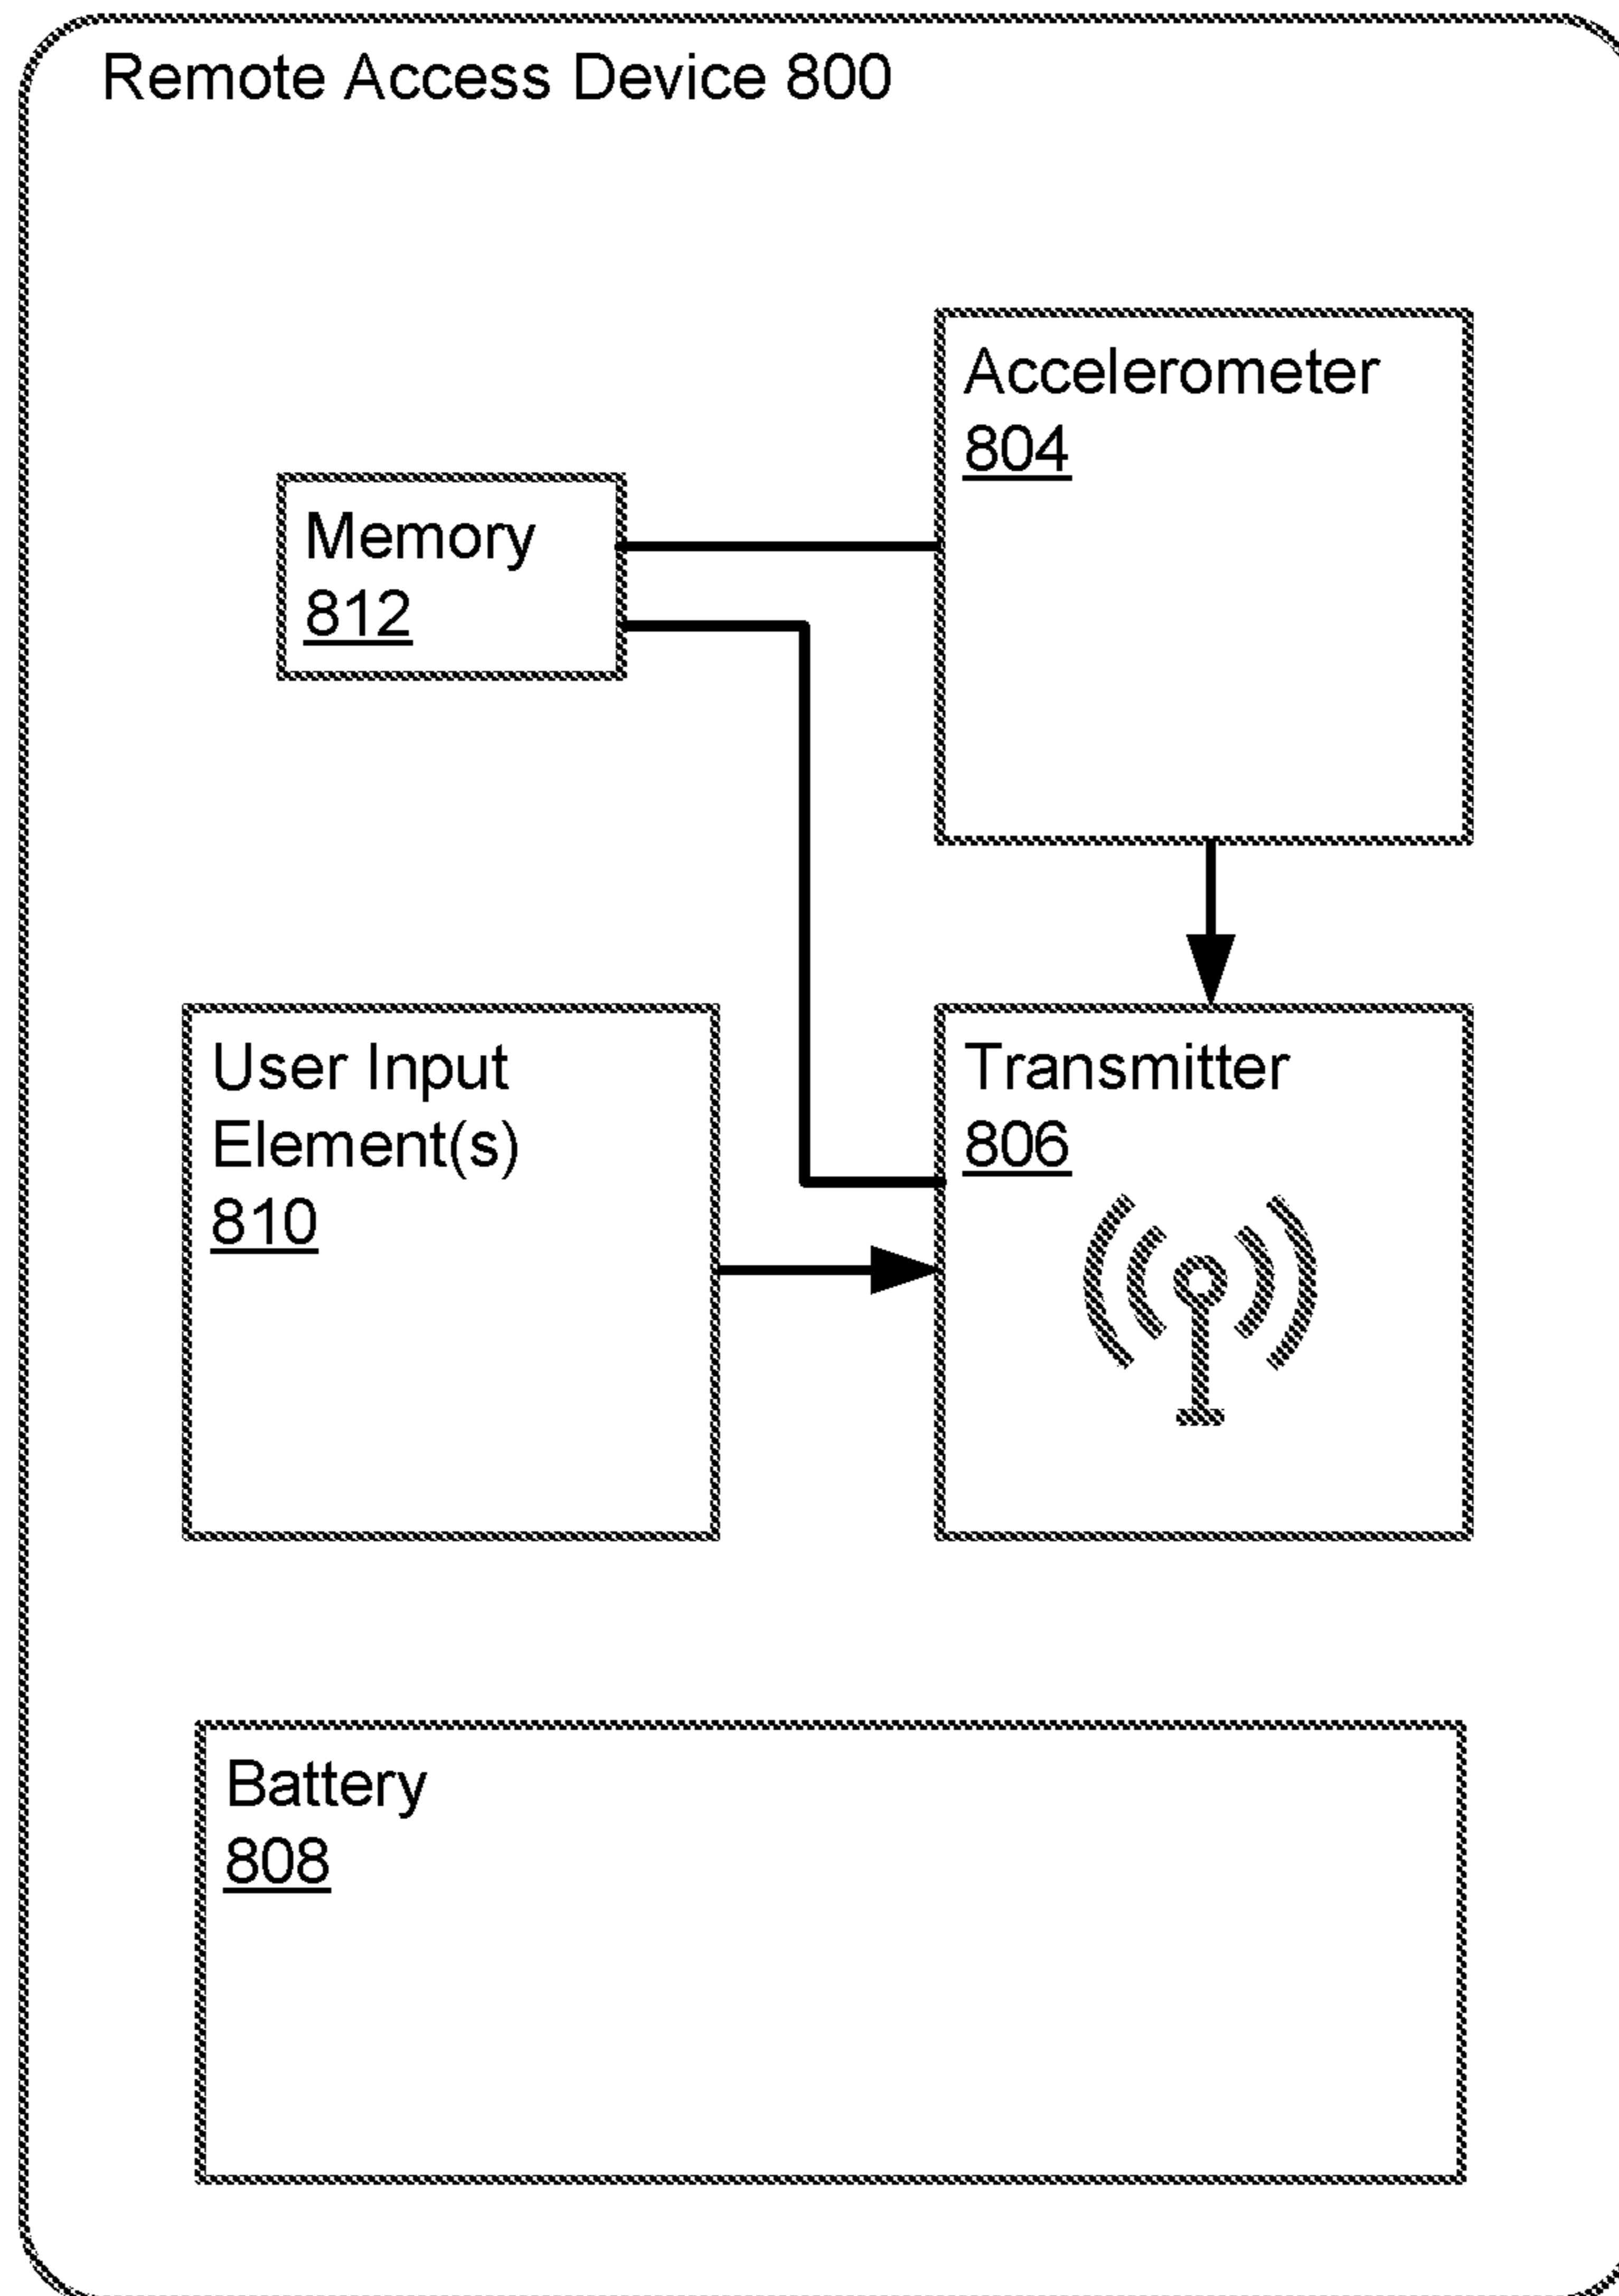 Remote Access Device 800
Accelerometer
804
Memory
812
User Input
Element(s)
810
Transmitter
806
Battery
808